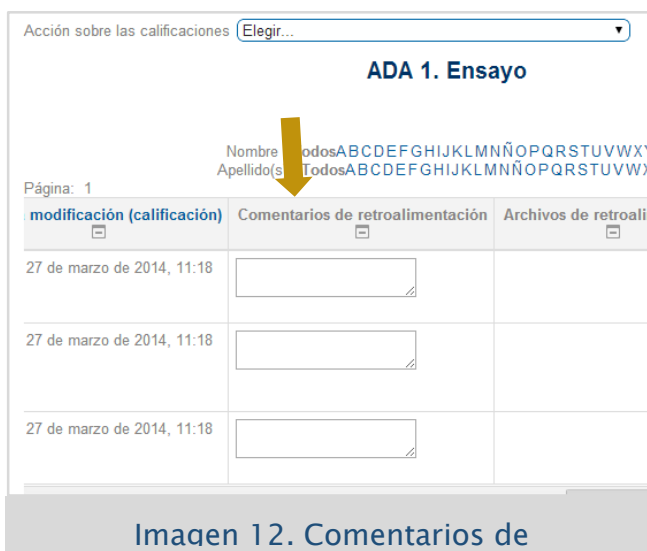 Acción sobre las calificaciones Elegir...
ADA 1. Ensayo
Nombre odosABCDEFGHIJKLMNÑOPQRSTUVWXY
Apellido(s TodosABCDEFGHIJKLMNÑOPQRSTUVWX
Página: 1
modificación (calificación) Comentarios de retroalimentación Archivos de retroali
27 de marzo de 2014, 11:18
27 de marzo de 2014, 11:18
27 de marzo de 2014, 11:18
Imagen 12. Comentarios de